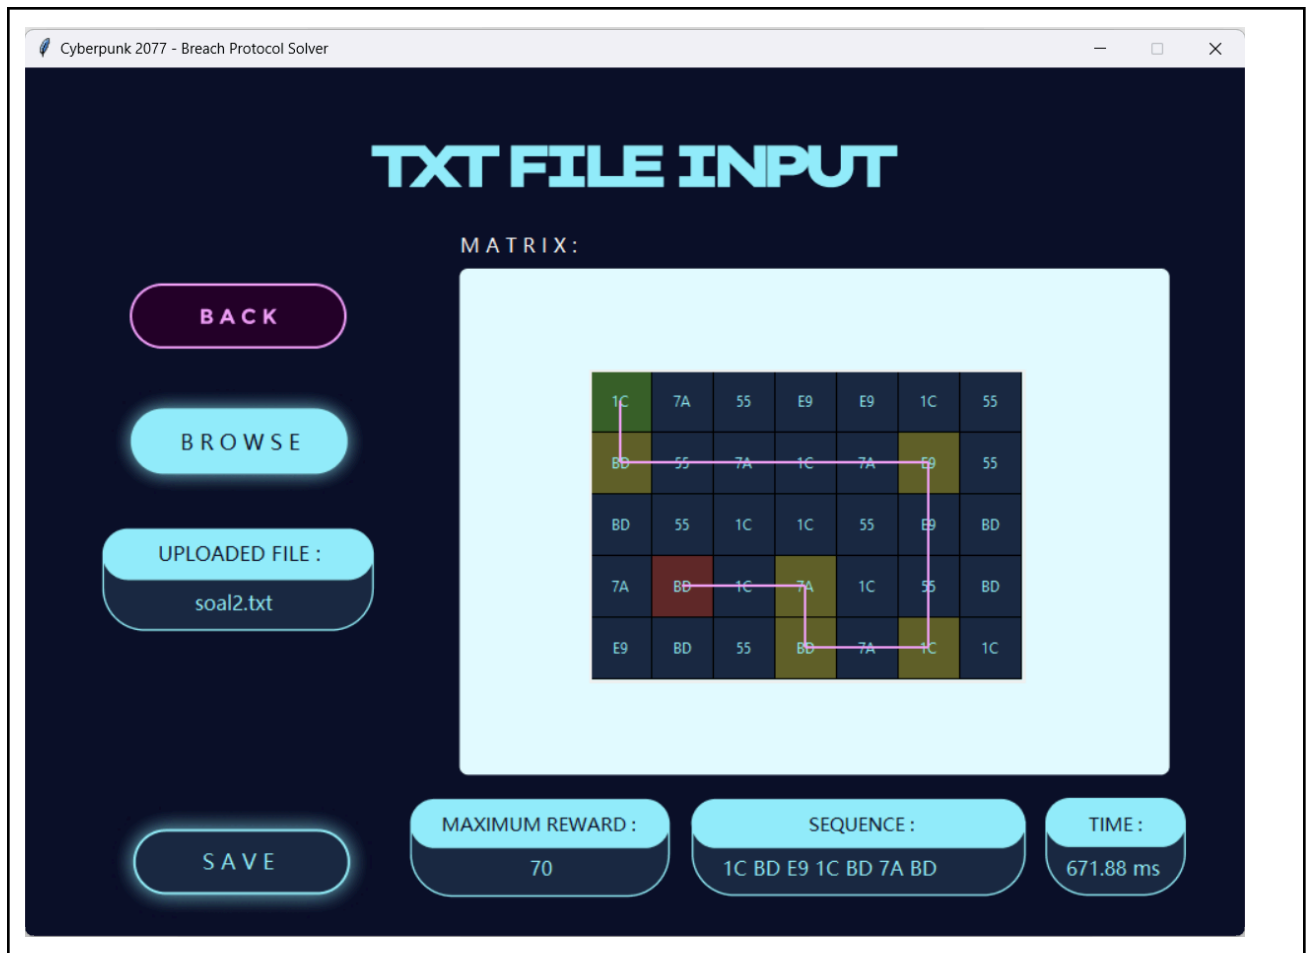 Cyberpunk 2077 - Breach Protocol Solver
TXT FILE INPUT
MATRIX:
BACK
BROWSE
UPLOADED FILE :
soal2.txt
SAVE
1C 7A 55 E9 E9 1C 55
BD 55 7A 1C 7A E9 55
BD 55 1C 1C 55 E9 BD
7A BD 1C 7A 1C 55 BD
E9 BD 55 BD 7A 1C 1C
MAXIMUM REWARD :
70
SEQUENCE :
1C BD E9 1C BD 7A BD
TIME :
671.88 ms